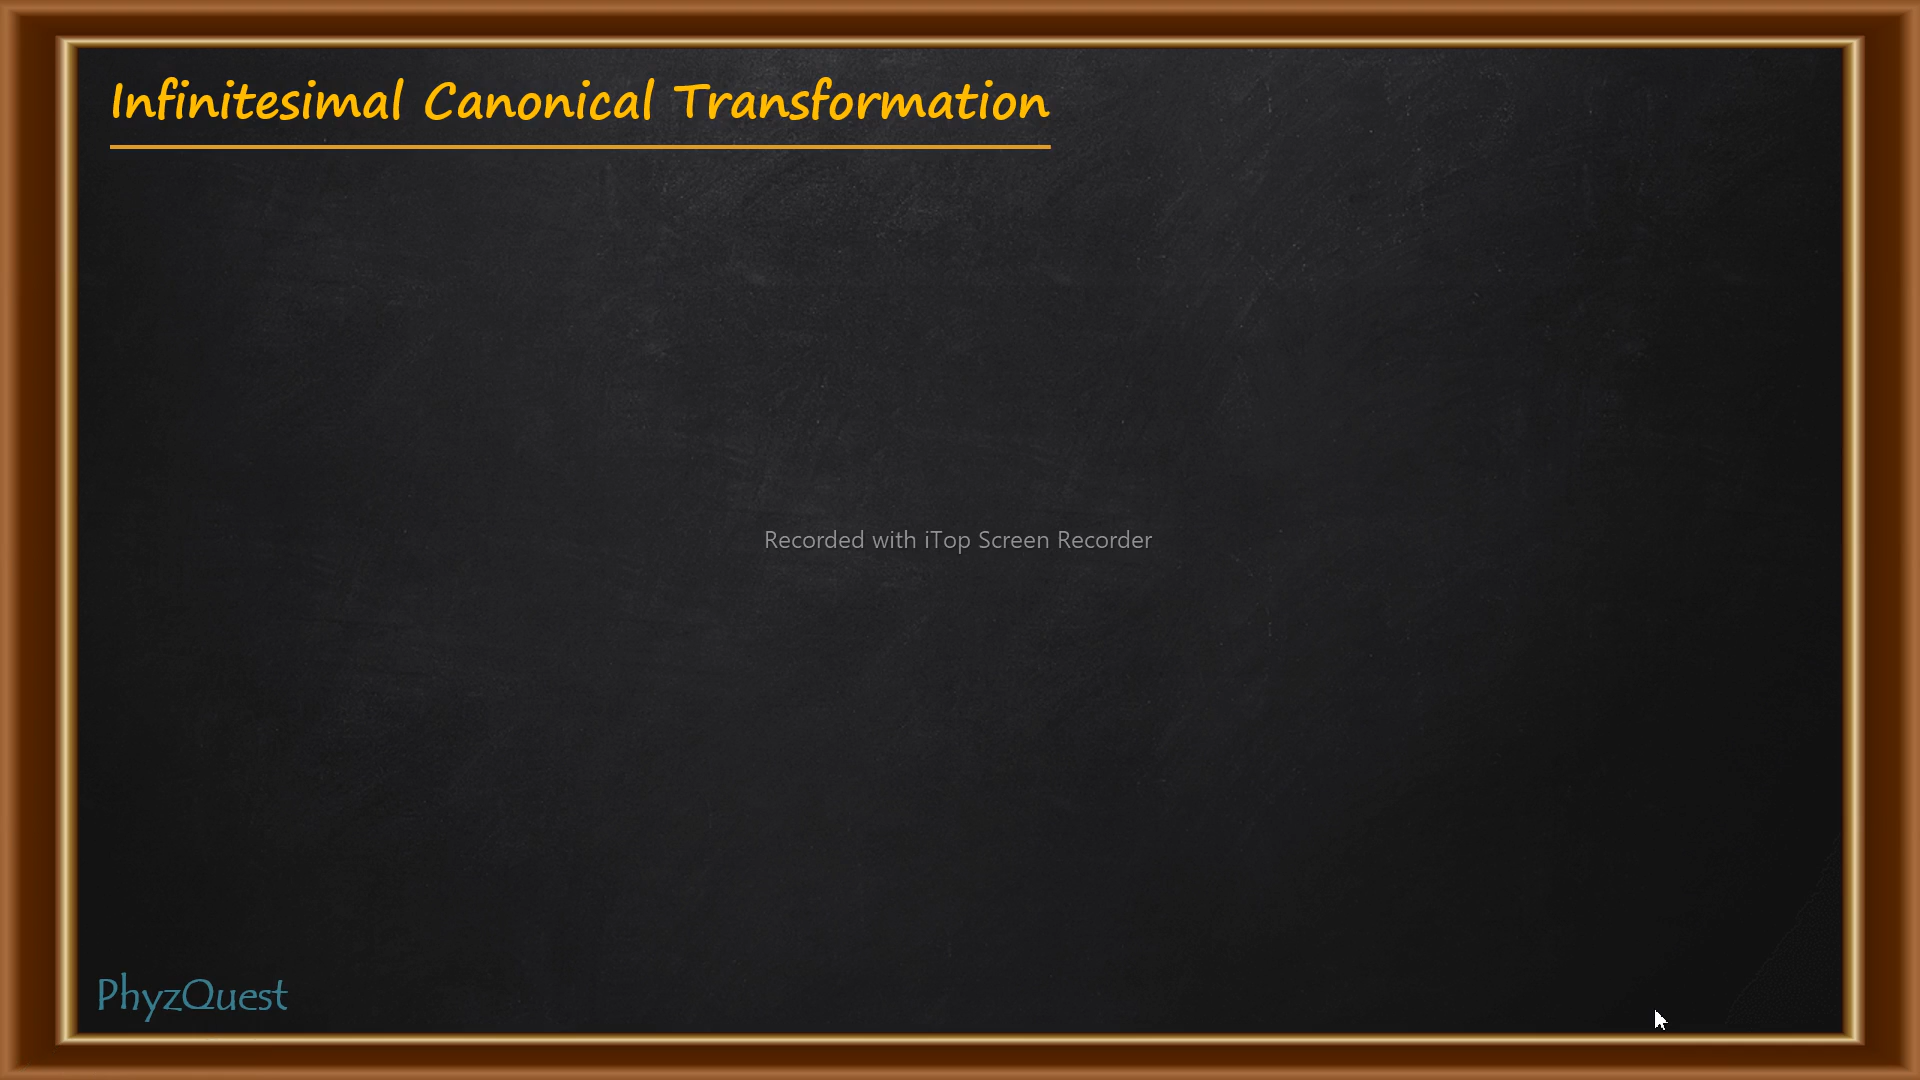 Infinitesimal Canonical Transformation
Recorded with iTop Screen Recorder
PhyzQuest